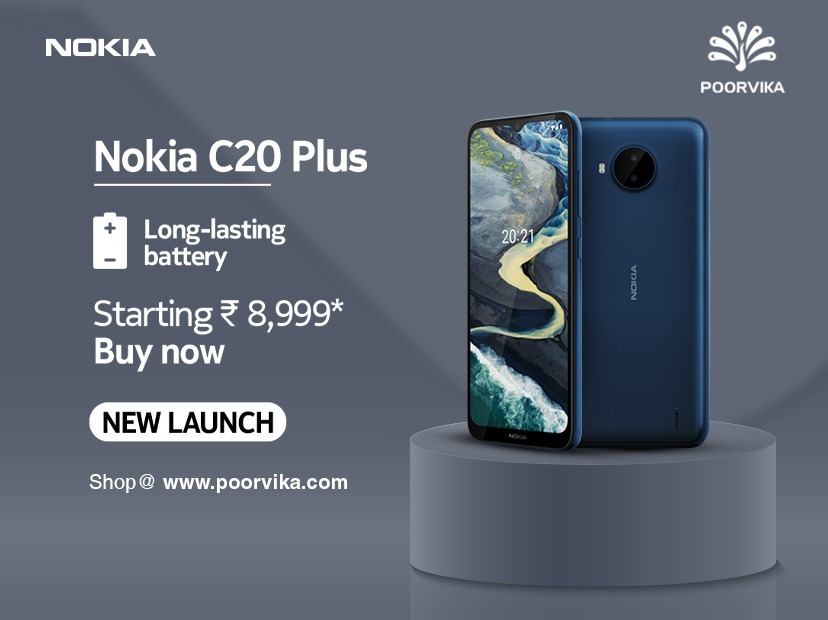 NOKIA
POORVIKA
Nokia C20 Plus
Long-lasting
battery
Starting ₹ 8,999*
Buy now
NEW LAUNCH
Shop@ www.poorvika.com
20:21
NOKIA
NOKIA